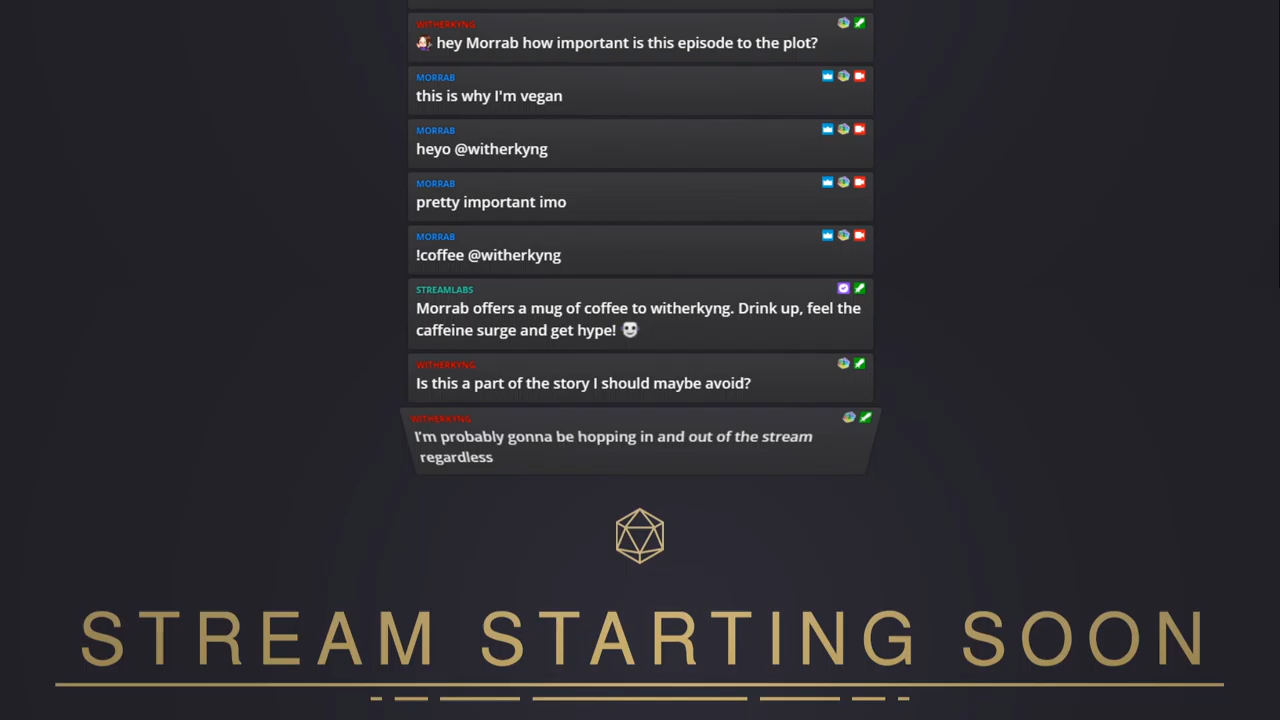 WITHERKYNG
hey Morrab how important is this episode to the plot?
MORRAB
this is why I'm vegan
MORRAB
heyo @witherkyng
MORRAB
pretty important imo
MORRAB
!coffee @witherkyng
STREAMLABS
Morrab offers a mug of coffee to witherkyng. Drink up, feel the
caffeine surge and get hype!
WITHERKYNG
Is this a part of the story I should maybe avoid?
WITHERKYNG
I'm probably gonna be hopping in and out of the stream
regardless
STREAM STARTING SOON